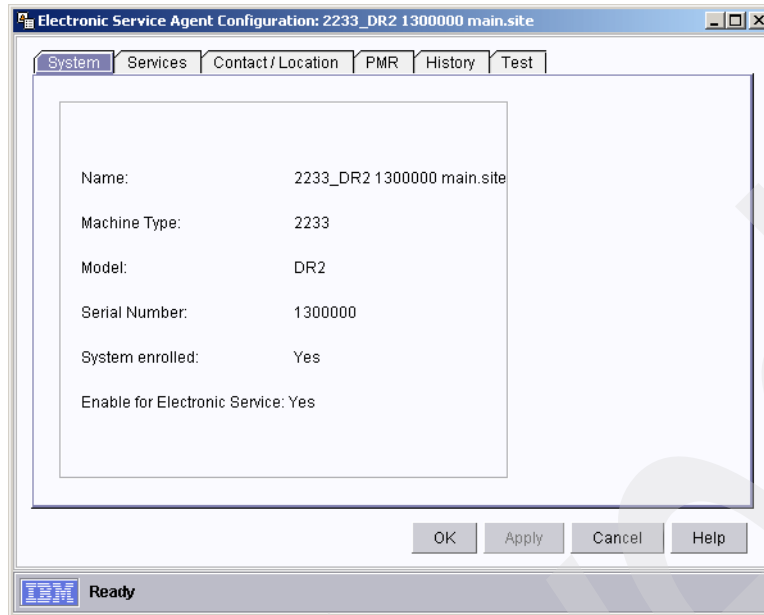 Electronic Service Agent Configuration: 2233_DR2 1300000 main.site
System Services Contact / Location PMR History Test
Name: 2233_DR2 1300000 main.site
Machine Type: 2233
Model: DR2
Serial Number: 1300000
System enrolled: Yes
Enable for Electronic Service: Yes
OK Apply Cancel Help
IBM Ready